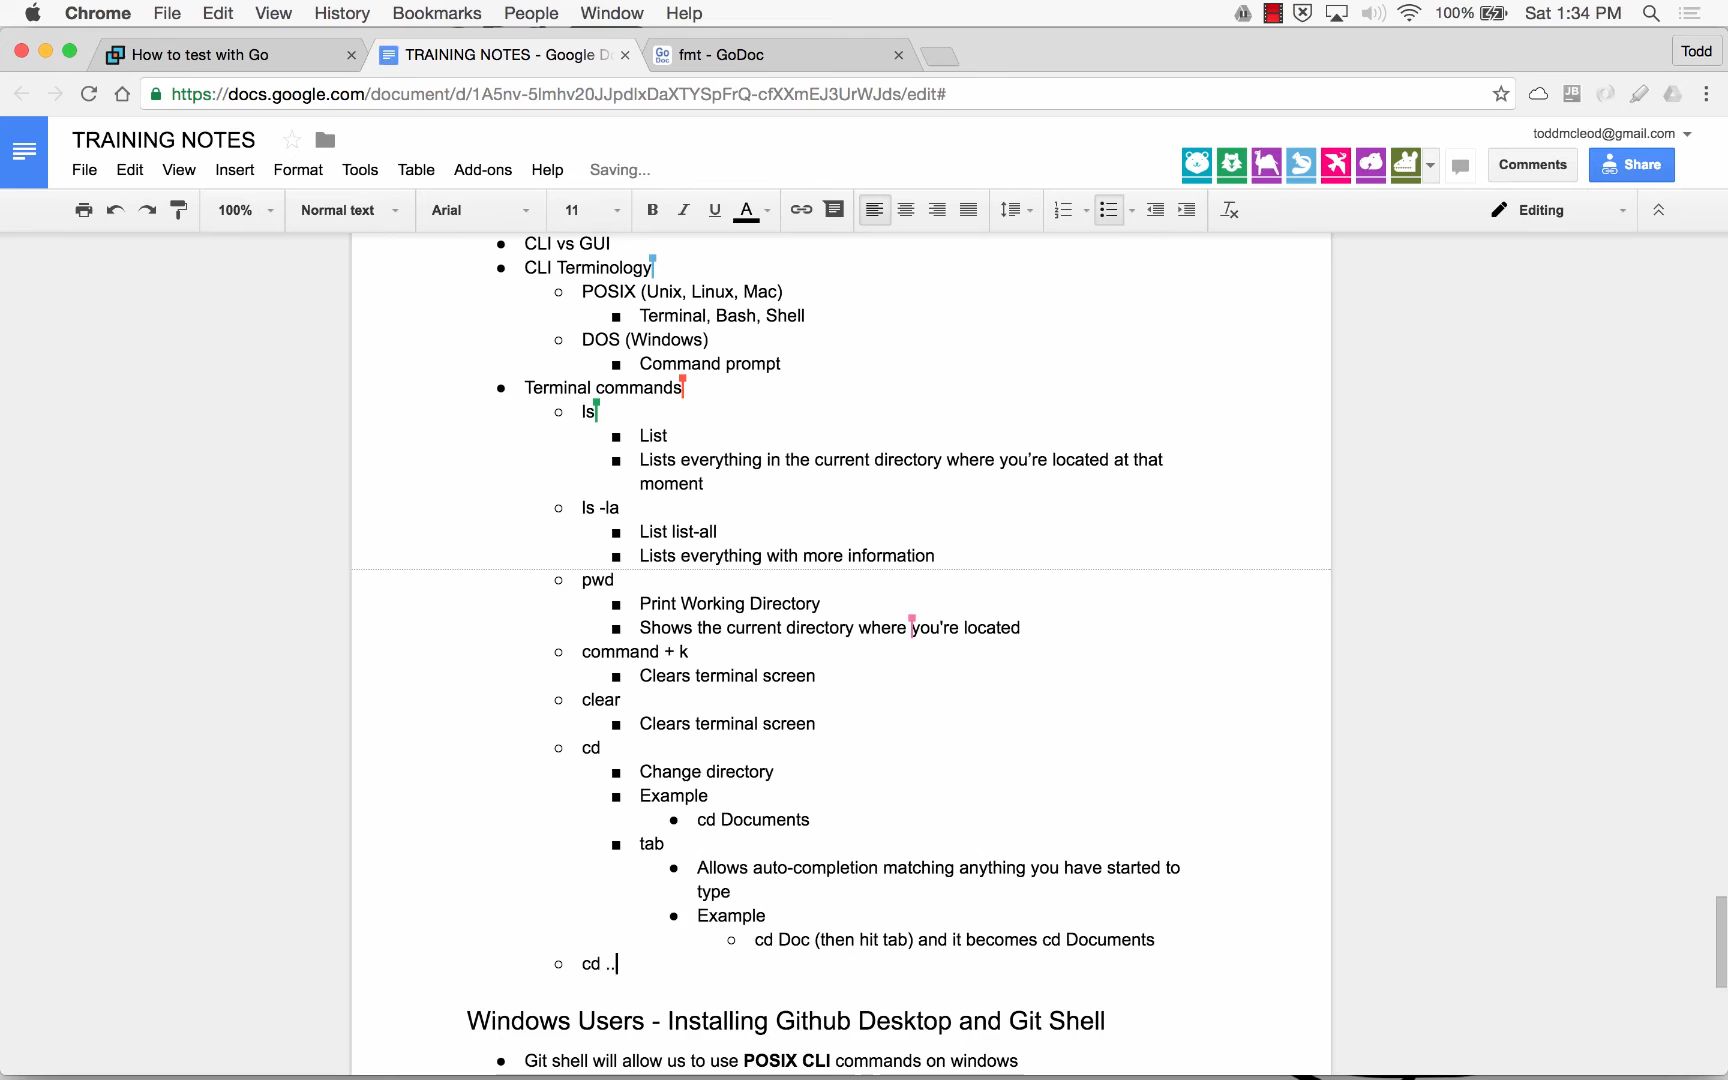 Chrome File Edit View History Bookmarks People Window Help 100% Sat 1:34 PM
How to test with Go TRAINING NOTES - Google Do fmt - GoDoc Todd
https://docs.google.com/document/d/1A5nv-5lmhv20JJpdlxDaXTYSpFrQ-cfXXmEJ3UrWJds/edit#
TRAINING NOTES toddmcleod@gmail.com
File Edit View Insert Format Tools Table Add-ons Help Saving... Comments Share
100% Normal text Arial 11 B I U A Editing
CLI vs GUI
CLI Terminology
POSIX (Unix, Linux, Mac)
Terminal, Bash, Shell
DOS (Windows)
Command prompt
Terminal commands
ls
List
Lists everything in the current directory where you're located at that
moment
ls -la
List list-all
Lists everything with more information
pwd
Print Working Directory
Shows the current directory where you're located
command + k
Clears terminal screen
clear
Clears terminal screen
cd
Change directory
Example
cd Documents
tab
Allows auto-completion matching anything you have started to
type
Example
cd Doc (then hit tab) and it becomes cd Documents
cd ..
Windows Users - Installing Github Desktop and Git Shell
Git shell will allow us to use POSIX CLI commands on windows